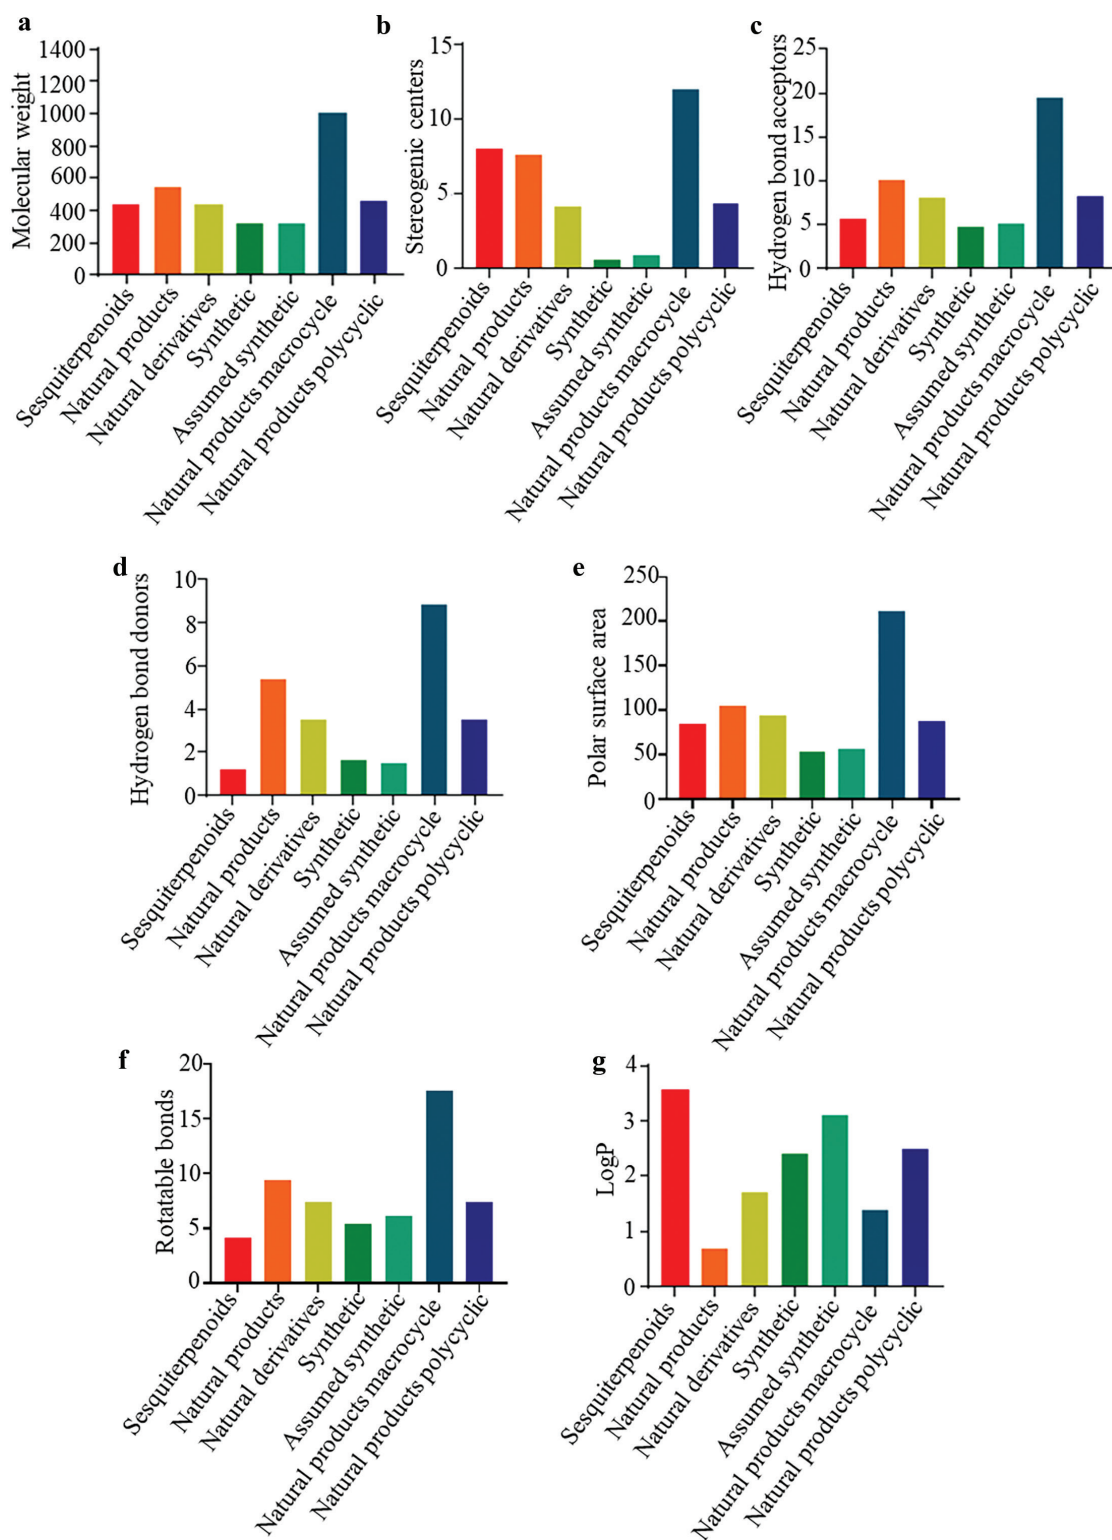 a
Molecular weight
1400
1200
1000
800
600
400
200
0
Sesquiterpenoids
Natural products
Natural derivatives
Synthetic
Assumed synthetic
Natural products macrocycle
Natural products polycyclic
b
Stereogenic centers
15
10
5
0
Sesquiterpenoids
Natural products
Natural derivatives
Synthetic
Assumed synthetic
Natural products macrocycle
Natural products polycyclic
c
Hydrogen bond acceptors
25
20
15
10
5
0
Sesquiterpenoids
Natural products
Natural derivatives
Synthetic
Assumed synthetic
Natural products macrocycle
Natural products polycyclic
d
Hydrogen bond donors
10
8
6
4
2
0
Sesquiterpenoids
Natural products
Natural derivatives
Synthetic
Assumed synthetic
Natural products macrocycle
Natural products polycyclic
e
Polar surface area
250
200
150
100
50
0
Sesquiterpenoids
Natural products
Natural derivatives
Synthetic
Assumed synthetic
Natural products macrocycle
Natural products polycyclic
f
Rotatable bonds
20
15
10
5
0
Sesquiterpenoids
Natural products
Natural derivatives
Synthetic
Assumed synthetic
Natural products macrocycle
Natural products polycyclic
g
LogP
4
3
2
1
0
Sesquiterpenoids
Natural products
Natural derivatives
Synthetic
Assumed synthetic
Natural products macrocycle
Natural products polycyclic